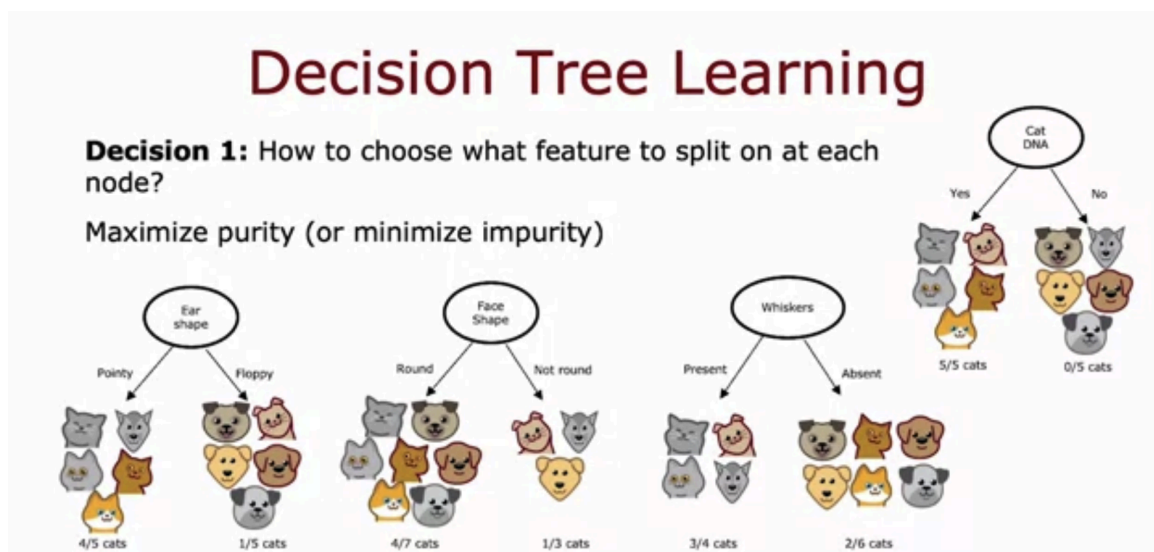 Decision Tree Learning
Decision 1: How to choose what feature to split on at each
node?
Maximize purity (or minimize impurity)
Cat
DNA
Yes
No
5/5 cats
0/5 cats
Ear
shape
Pointy
Floppy
4/5 cats
1/5 cats
Face
Shape
Round
Not round
4/7 cats
1/3 cats
Whiskers
Present
Absent
3/4 cats
2/6 cats